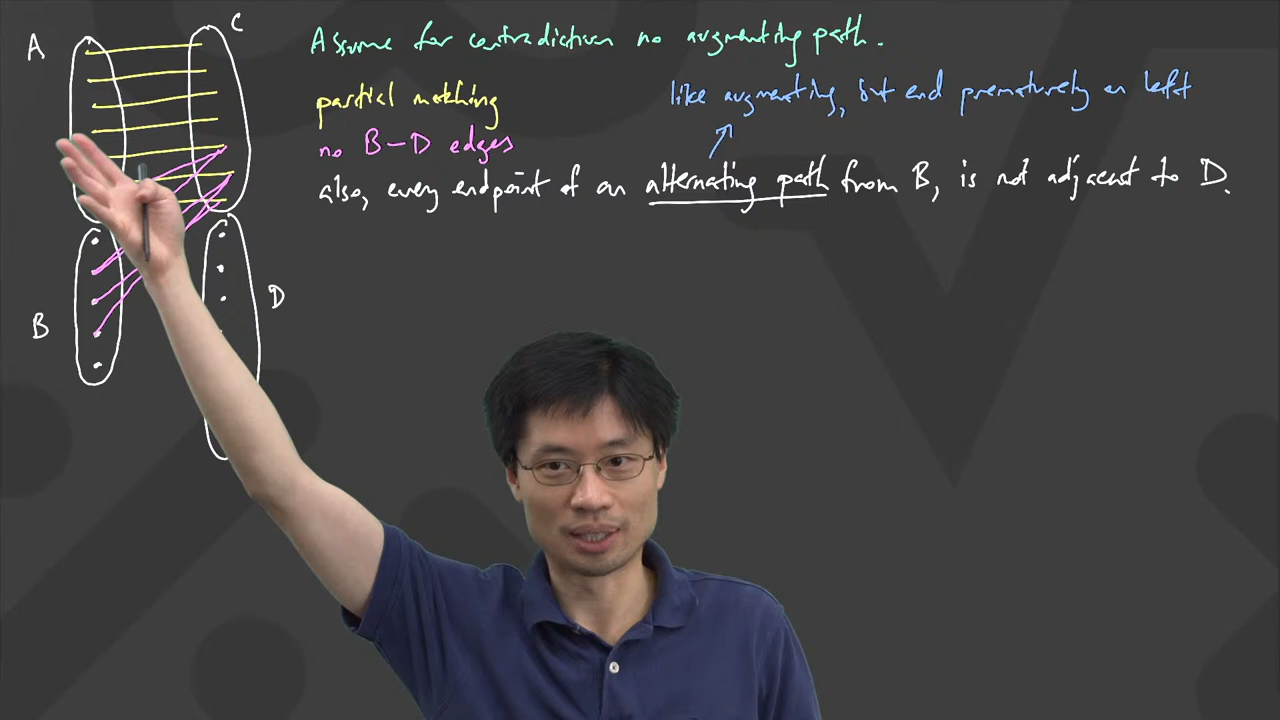 A
C
Assume for contradiction no augmenting path.
partial matching
like augmenting, but end prematurely on left
no B-D edges
also, every endpoint of an alternating path from B, is not adjacent to D.
D
B